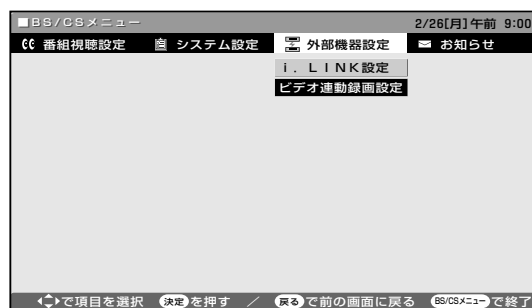 ■BS/CSメニュー 2/26[月]午前 9:00
番組視聴設定 システム設定 外部機器設定 お知らせ
i．LINK設定
ビデオ連動録画設定
で項目を選択 決定を押す ／ 戻るで前の画面に戻る BS/CSメニューで終了